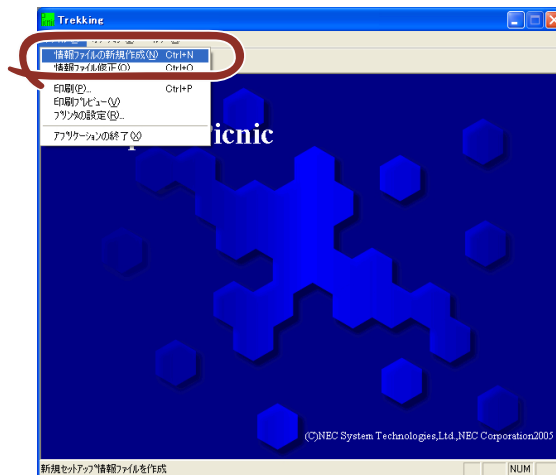 Trekking
情報ファイルの新規作成(N) Ctrl+N
情報ファイル修正(O) Ctrl+O
印刷(P)... Ctrl+P
印刷プレビュー(V)
プリンタの設定(R)...
アプリケーションの終了(X)
icnic
(C)NEC System Technologies,Ltd.,NEC Corporation2005
新規セットアップ情報ファイルを作成
NUM